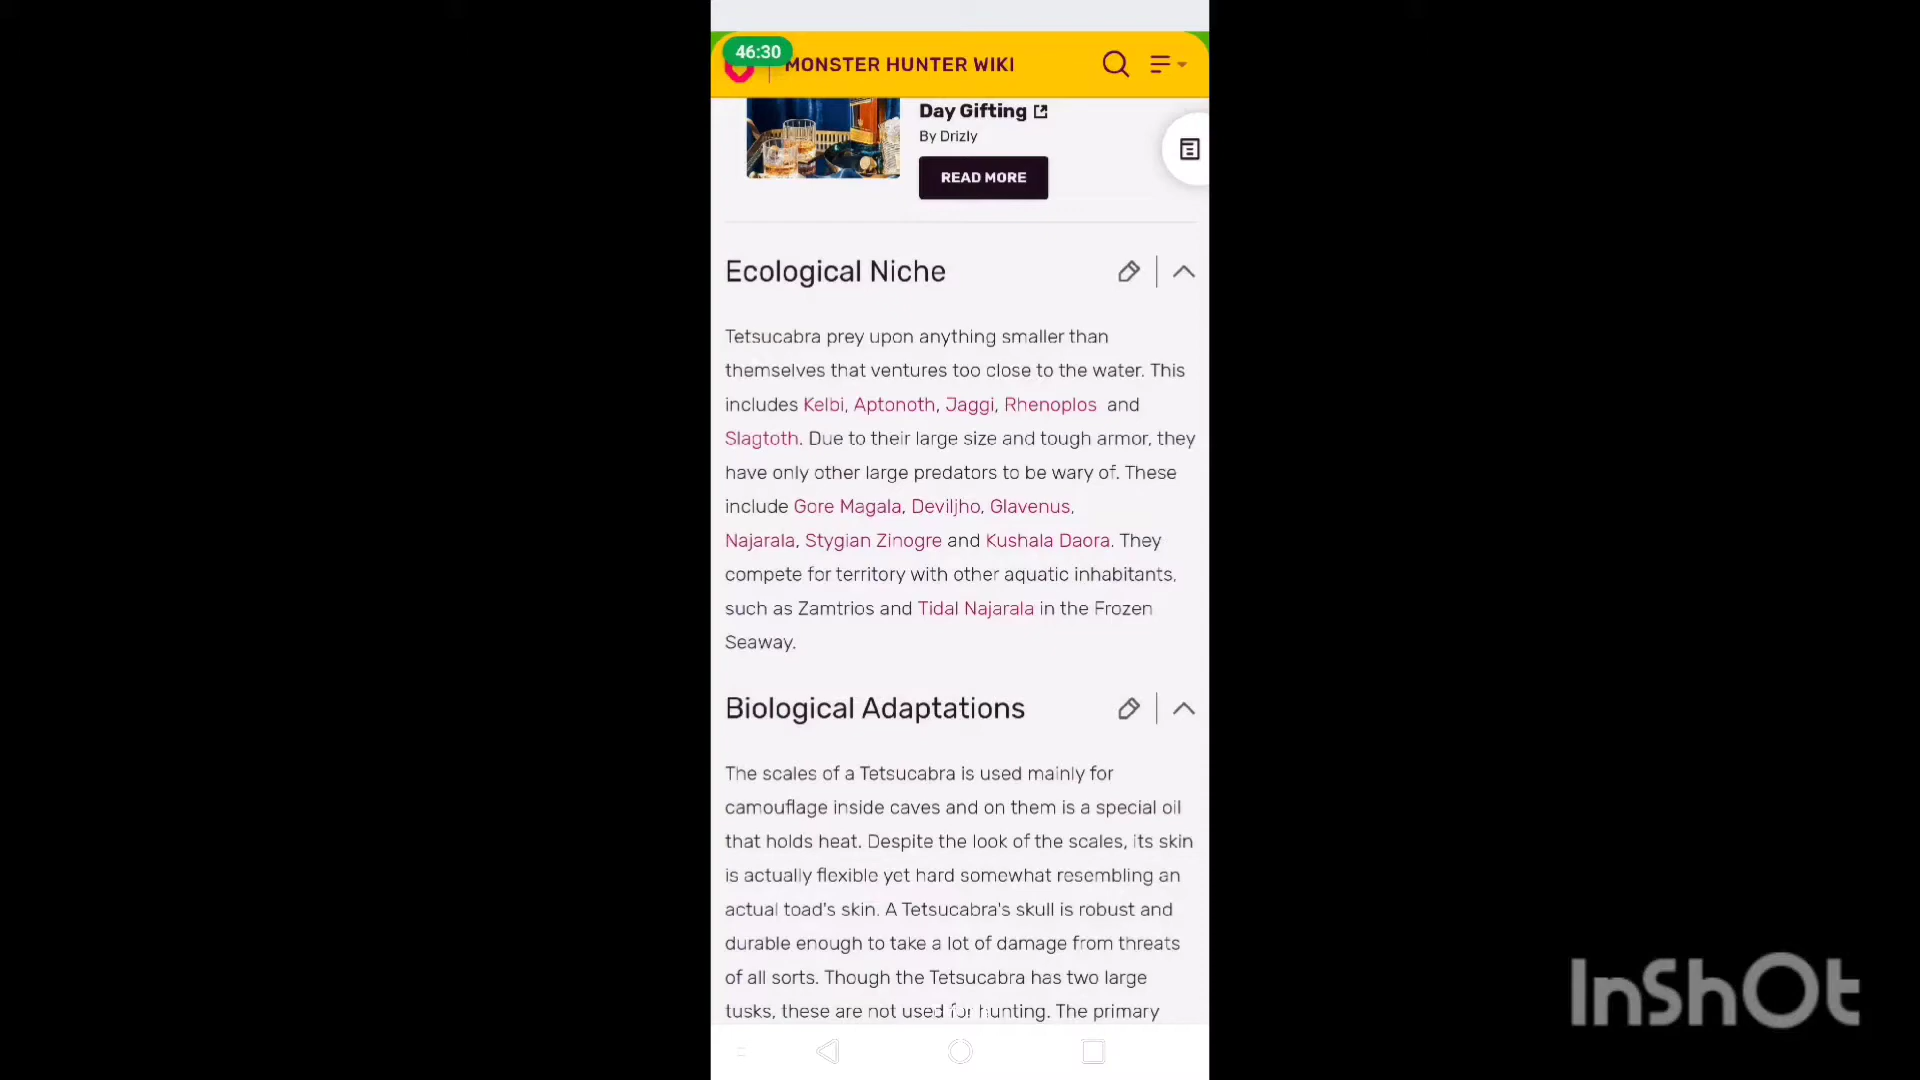 46:30
MONSTER HUNTER WIKI
Day Gifting
By Drizly
READ MORE
Ecological Niche
Tetsucabra prey upon anything smaller than
themselves that ventures too close to the water. This
includes Kelbi, Aptonoth, Jaggi, Rhenoplos and
Slagtoth. Due to their large size and tough armor, they
have only other large predators to be wary of. These
include Gore Magala, Deviljho, Glavenus,
Najarala, Stygian Zinogre and Kushala Daora. They
compete for territory with other aquatic inhabitants,
such as Zamtrios and Tidal Najarala in the Frozen
Seaway.
Biological Adaptations
The scales of a Tetsucabra is used mainly for
camouflage inside caves and on them is a special oil
that holds heat. Despite the look of the scales, its skin
is actually flexible yet hard somewhat resembling an
actual toad's skin. A Tetsucabra's skull is robust and
durable enough to take a lot of damage from threats
of all sorts. Though the Tetsucabra has two large
tusks, these are not used for hunting. The primary
InShOt